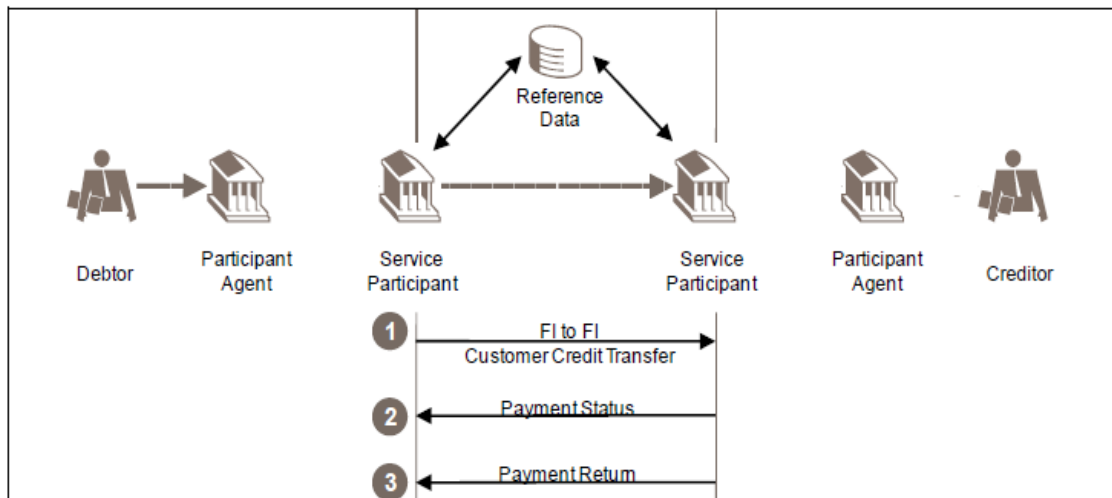 Reference
Data
Debtor
Participant
Agent
Service
Participant
Service
Participant
Participant
Agent
Creditor
1
FI to FI
Customer Credit Transfer
2
Payment Status
3
Payment Return